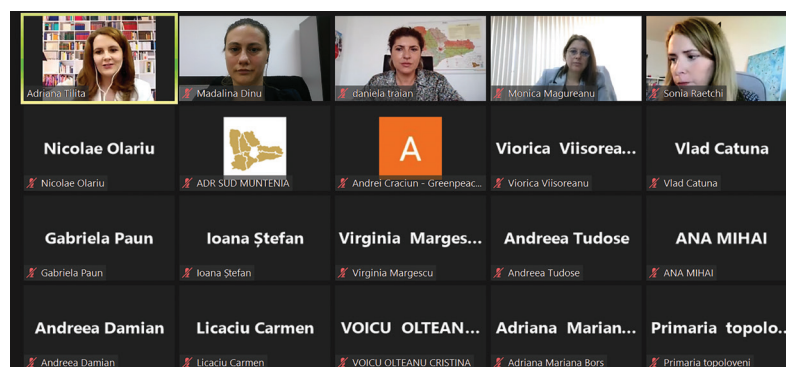 Adriana Tilita
Madalina Dinu
daniela traian
Monica Magureanu
Sonia Raetchi
Nicolae Olariu
Nicolae Olariu
ADR SUD MUNTENIA
A
Andrei Craciun - Greenpeac...
Viorica Viisorea...
Viorica Viisoreanu
Vlad Catuna
Vlad Catuna
Gabriela Paun
Gabriela Paun
Ioana Ștefan
Ioana Ștefan
Virginia Marges...
Virginia Margescu
Andreea Tudose
Andreea Tudose
ANA MIHAI
ANA MIHAI
Andreea Damian
Andreea Damian
Licaciu Carmen
Licaciu Carmen
VOICU OLTEAN...
VOICU OLTEANU CRISTINA
Adriana Marian...
Adriana Mariana Bors
Primaria topolo...
Primaria topoloveni